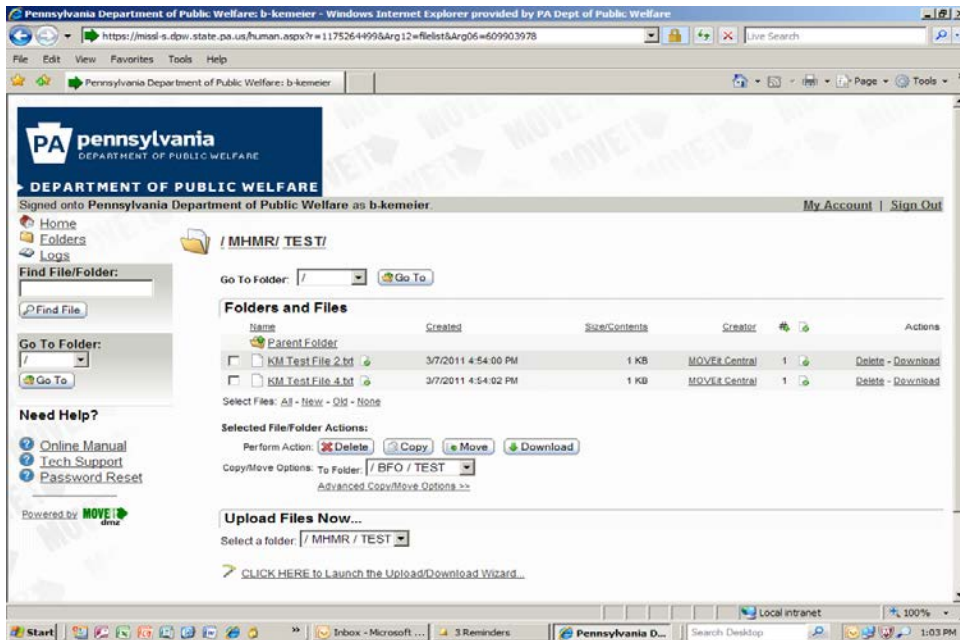 Pennsylvania Department of Public Welfare: b-kemeier - Windows Internet Explorer provided by PA Dept of Public Welfare
https://missl-s.dpw.state.pa.us/human.aspx?r=1175264499&Arg12=filelist&Arg06=609903978
Live Search
File Edit View Favorites Tools Help
Pennsylvania Department of Public Welfare: b-kemeier
Page Tools
PA pennsylvania
DEPARTMENT OF PUBLIC WELFARE
DEPARTMENT OF PUBLIC WELFARE
Signed onto Pennsylvania Department of Public Welfare as b-kemeier.
My Account | Sign Out
Home
Folders
Logs
Find File/Folder:
Find File
Go To Folder:
/
Go To
Need Help?
Online Manual
Tech Support
Password Reset
Powered by MOVEit dmz
/ MHMR/ TEST/
Go To Folder: / Go To
Folders and Files
Name Created Size/Contents Creator # Actions
Parent Folder
KM Test File 2.txt 3/7/2011 4:54:00 PM 1 KB MOVEit Central 1 Delete - Download
KM Test File 4.txt 3/7/2011 4:54:02 PM 1 KB MOVEit Central 1 Delete - Download
Select Files: All - New - Old - None
Selected File/Folder Actions:
Perform Action: Delete Copy Move Download
Copy/Move Options: To Folder: / BFO / TEST
Advanced Copy/Move Options >>
Upload Files Now...
Select a folder: / MHMR / TEST
CLICK HERE to Launch the Upload/Download Wizard...
Local intranet 100%
Start Inbox - Microsoft ... 3 Reminders Pennsylvania D... Search Desktop 1:03 PM